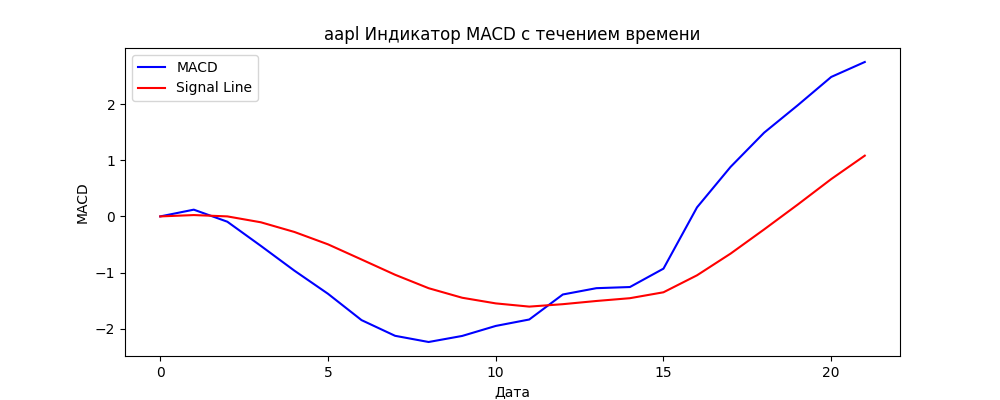 aapl Индикатор MACD с течением времени
MACD
Signal Line
2
1
0
−1
−2
MACD
0 5 10 15 20
Дата